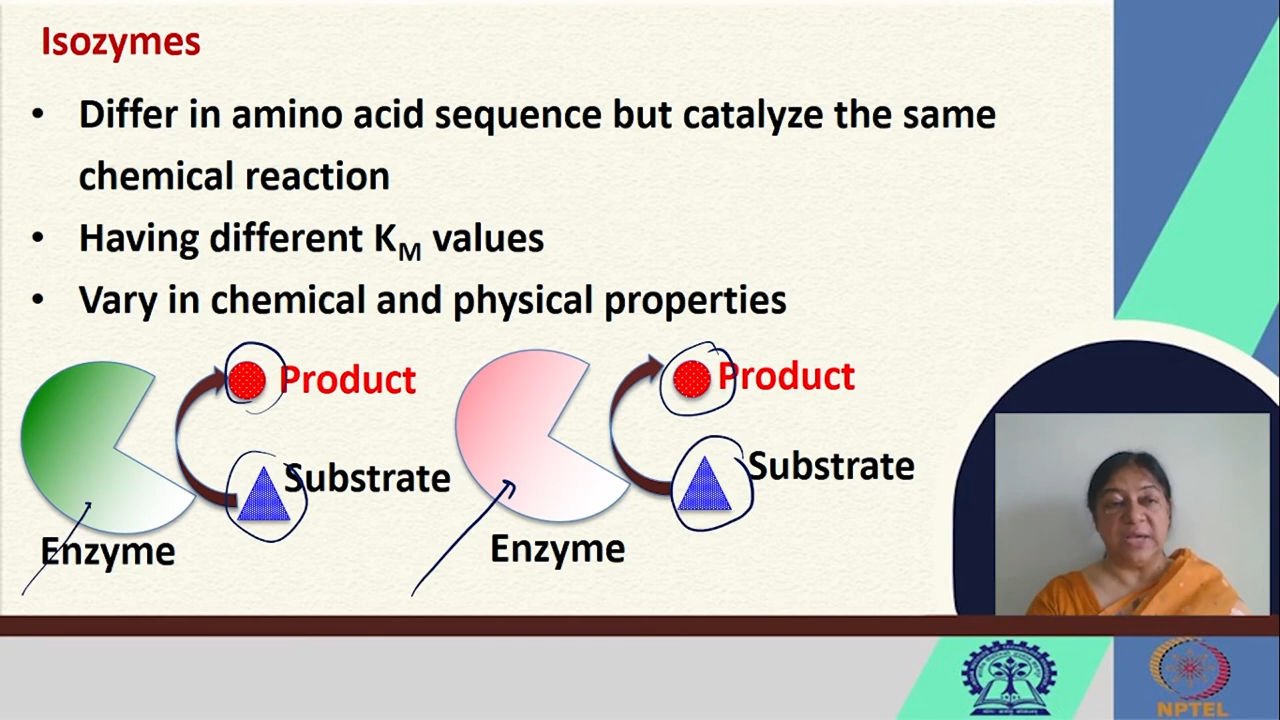 Isozymes
• Differ in amino acid sequence but catalyze the same
chemical reaction
• Having different KM values
• Vary in chemical and physical properties
Product
Substrate
Enzyme
Product
Substrate
Enzyme
NPTEL